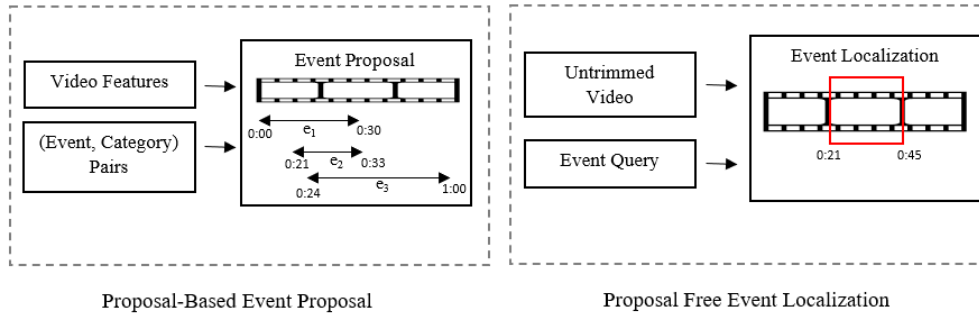 Video Features
(Event, Category)
Pairs
Event Proposal
e1
0:00 0:30
e2
0:21 0:33
e3
0:24 1:00
Proposal-Based Event Proposal
Untrimmed
Video
Event Query
Event Localization
0:21 0:45
Proposal Free Event Localization